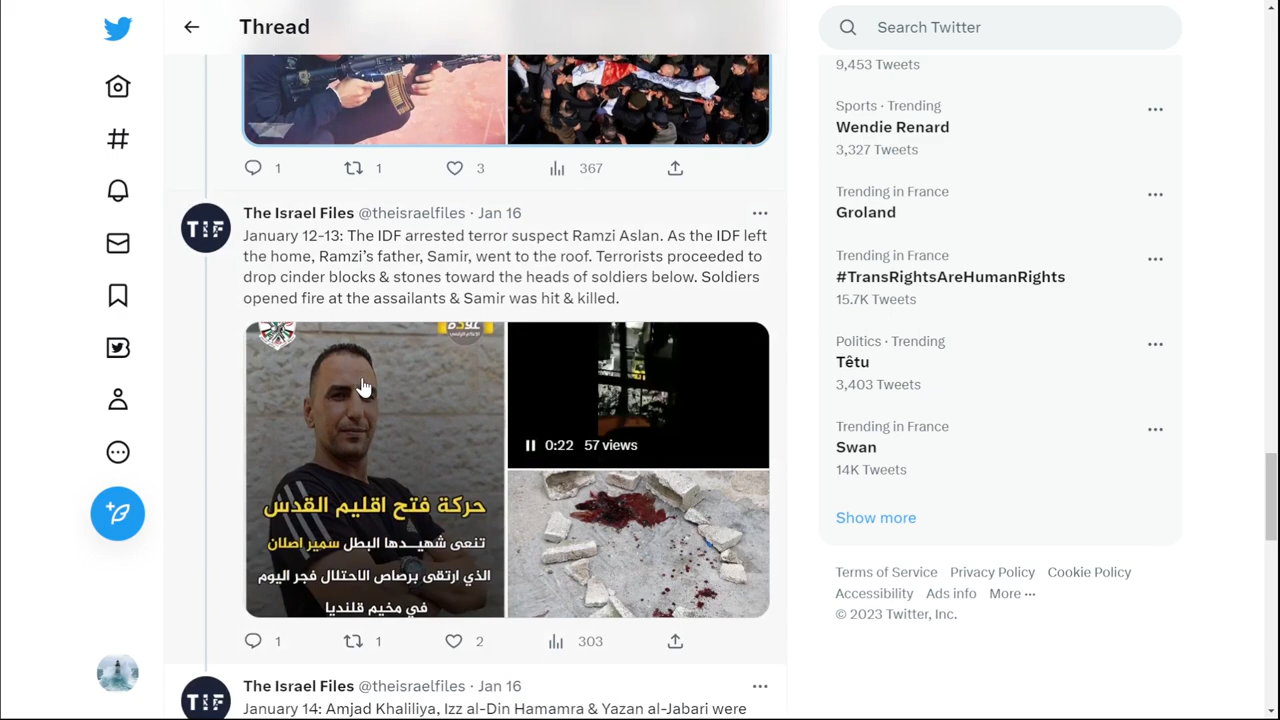 Thread
1
1
3
367
The Israel Files @theisraelfiles · Jan 16
January 12-13: The IDF arrested terror suspect Ramzi Aslan. As the IDF left
the home, Ramzi's father, Samir, went to the roof. Terrorists proceeded to
drop cinder blocks & stones toward the heads of soldiers below. Soldiers
opened fire at the assailants & Samir was hit & killed.
TIF
حركة فتح اقليم القدس
تنعى شهيـــدها البطل سمير اصلان
الذي ارتقى برصاص الاحتلال فجر اليوم
في مخيم قلنديا
0:22 57 views
1
1
2
303
The Israel Files @theisraelfiles · Jan 16
January 14: Amjad Khaliliya, Izz al-Din Hamamra & Yazan al-Jabari were
TIF
Search Twitter
9,453 Tweets
Sports · Trending
Wendie Renard
3,327 Tweets
Trending in France
Groland
Trending in France
#TransRightsAreHumanRights
15.7K Tweets
Politics · Trending
Têtu
3,403 Tweets
Trending in France
Swan
14K Tweets
Show more
Terms of Service Privacy Policy Cookie Policy
Accessibility Ads info More ···
© 2023 Twitter, Inc.